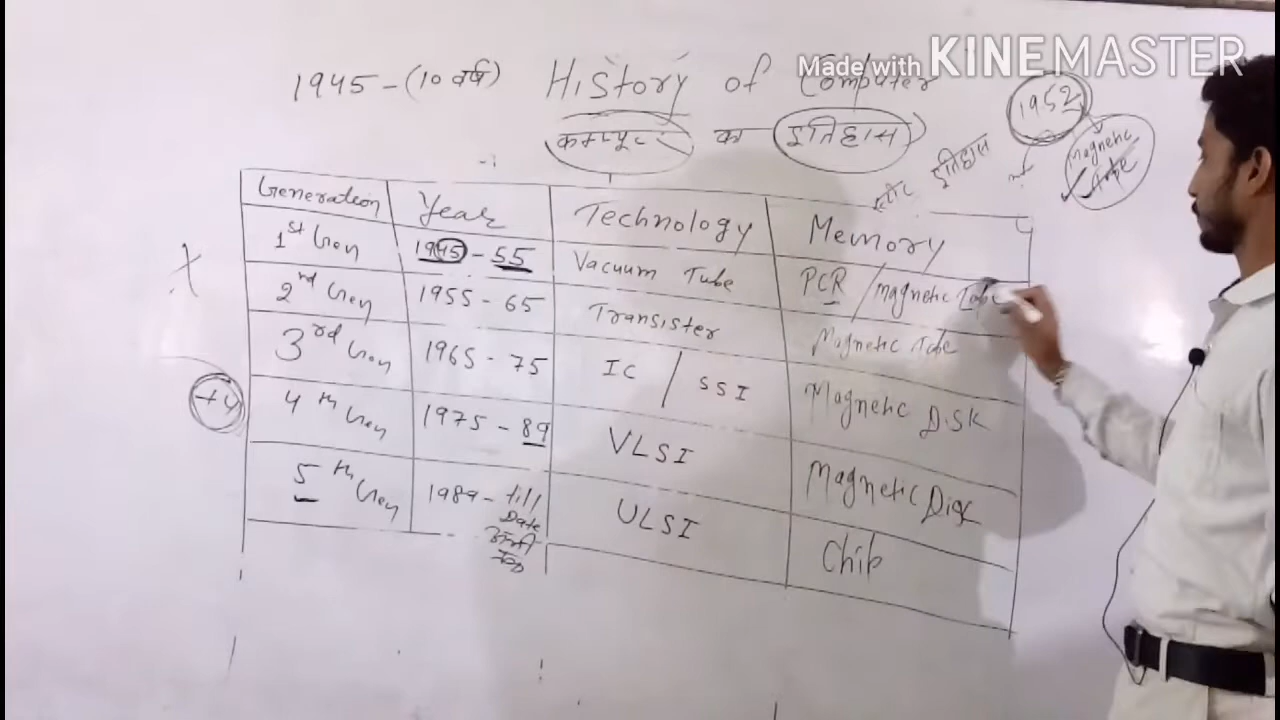 Made with KINEMASTER
1945 - (10 वर्ष) History of Computer
कम्प्यूटर का इतिहास
1952
Magnetic
इतिहास
Generation Year Technology Memory
1st Gen 1945 - 55 Vacuum Tube PCR / Magnetic Tape
2nd Gen 1955 - 65 Transister Magnetic Tape
3rd Gen 1965 - 75 IC / SSI Magnetic Disk
4th Gen 1975 - 89 VLSI Magnetic Disk
5th Gen 1989 - till Date ULSI Chip